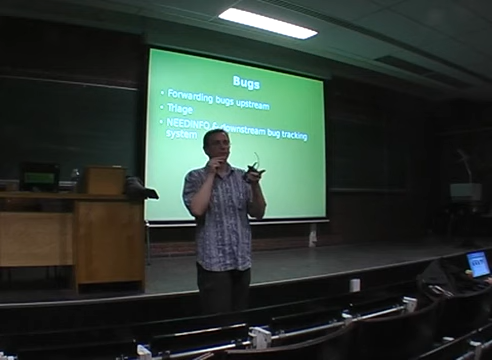 Bugs
• Forwarding bugs upstream
• Triage
• NEEDINFO & downstream bug tracking
system